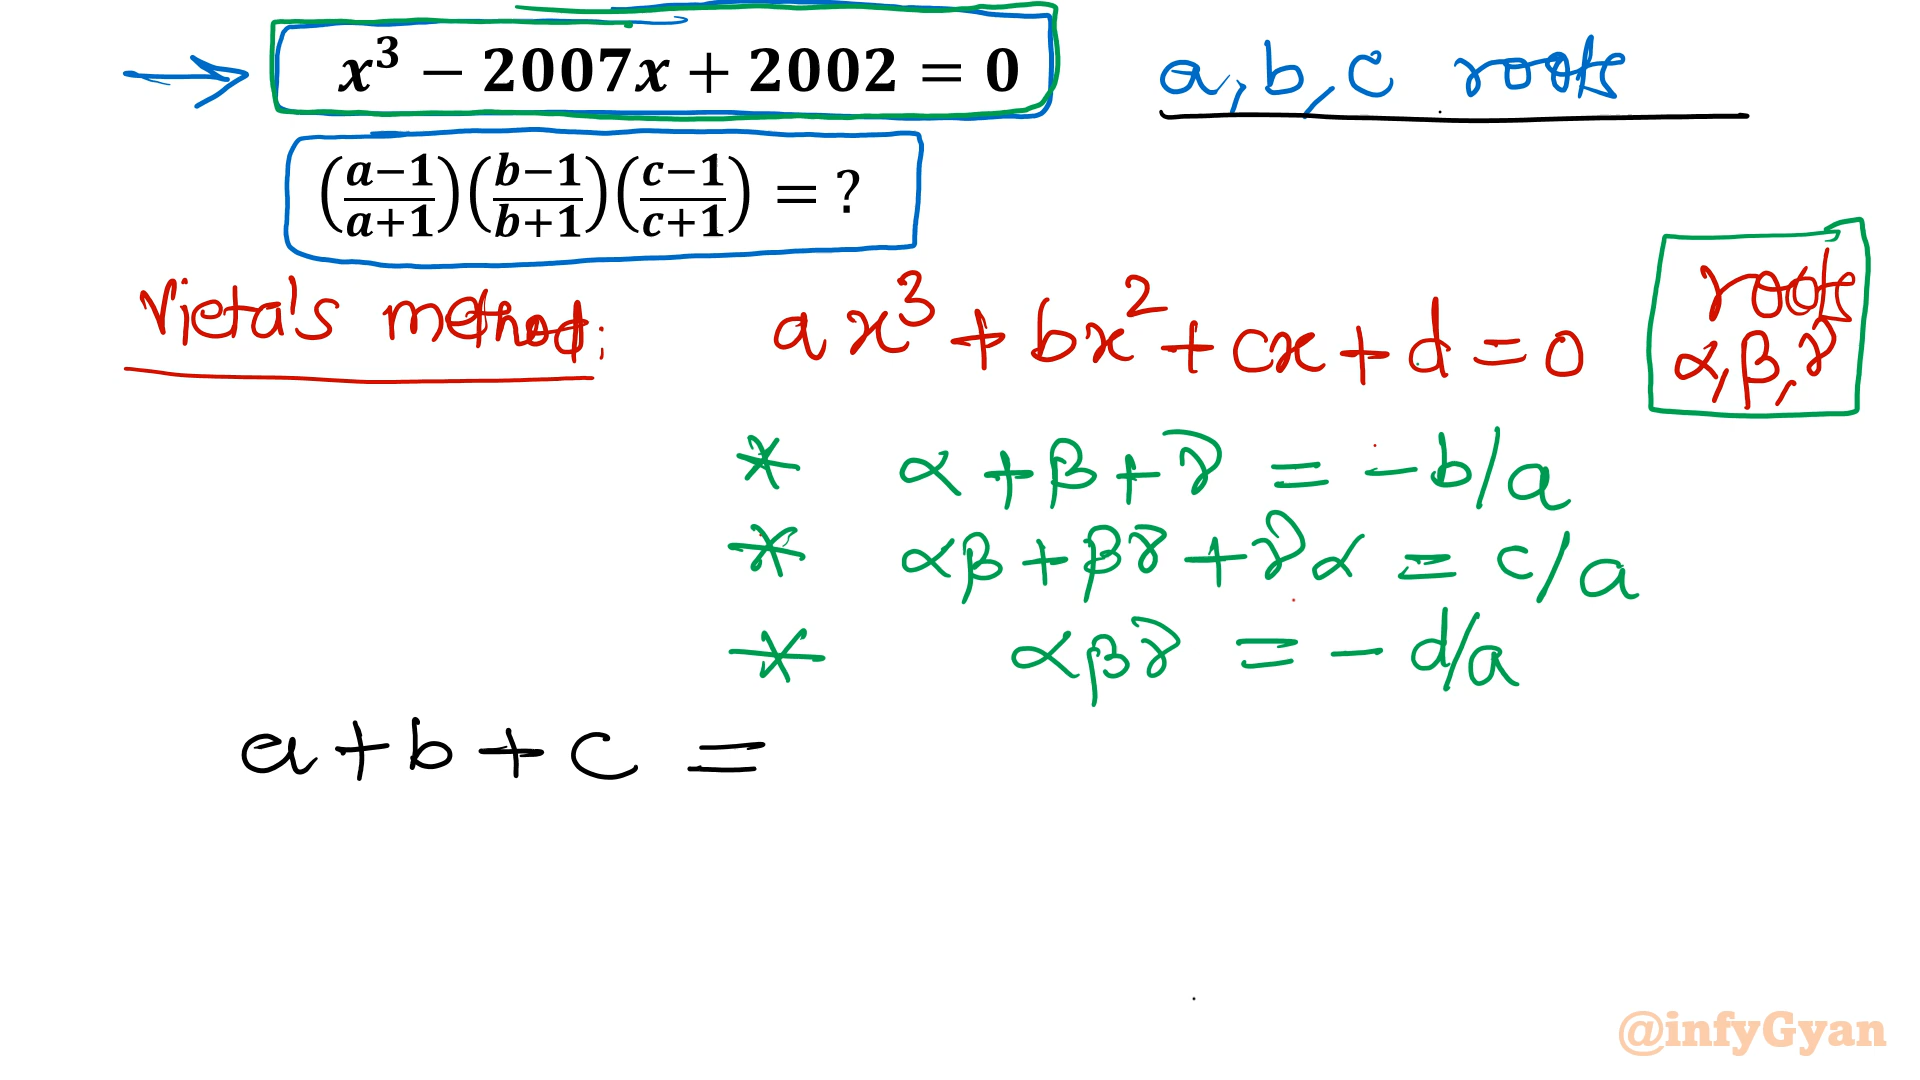 x³ − 2007x + 2002 = 0 a, b, c roots
((a−1)/(a+1))((b−1)/(b+1))((c−1)/(c+1)) = ?
Vieta's method: ax³ + bx² + cx + d = 0
roots
α, β, γ
* α + β + γ = − b/a
* αβ + βγ + γα = c/a
* αβγ = − d/a
a + b + c =
@infyGyan